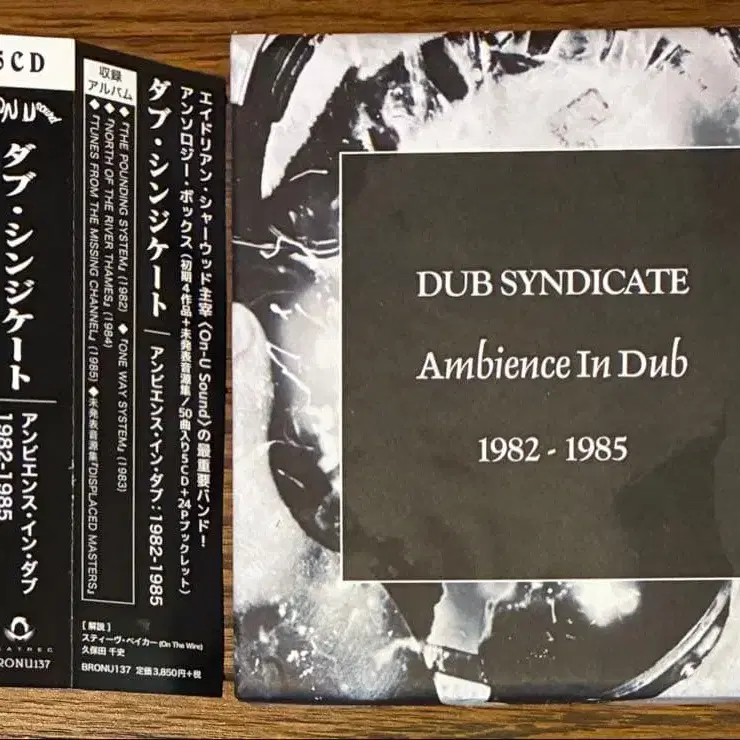 5CD
ON U Sound
ダブ・シンジケート
アンビエンス・イン・ダブ
1982-1985
BRONU137
エイドリアン・シャーウッド主宰〈On-U Sound〉の最重要バンド！
アンソロジー・ボックス（初期4作品+未発表音源集／50曲入り5CD+24Pブックレット）
ダブ・シンジケート｜アンビエンス・イン・ダブ：1982-1985
収録
アルバム
◆『THE POUNDING SYSTEM』(1982) ◆『ONE WAY SYSTEM』(1983)
◆『NORTH OF THE RIVER THAMES』(1984)
◆『TUNES FROM THE MISSING CHANNEL』(1985) ◆未発表音源集『DISPLACED MASTERS』
［解説］
スティーヴ・ベイカー(On The Wire)
久保田 千史
BRONU137 定価3,850円+税
DUB SYNDICATE
Ambience In Dub
1982 - 1985